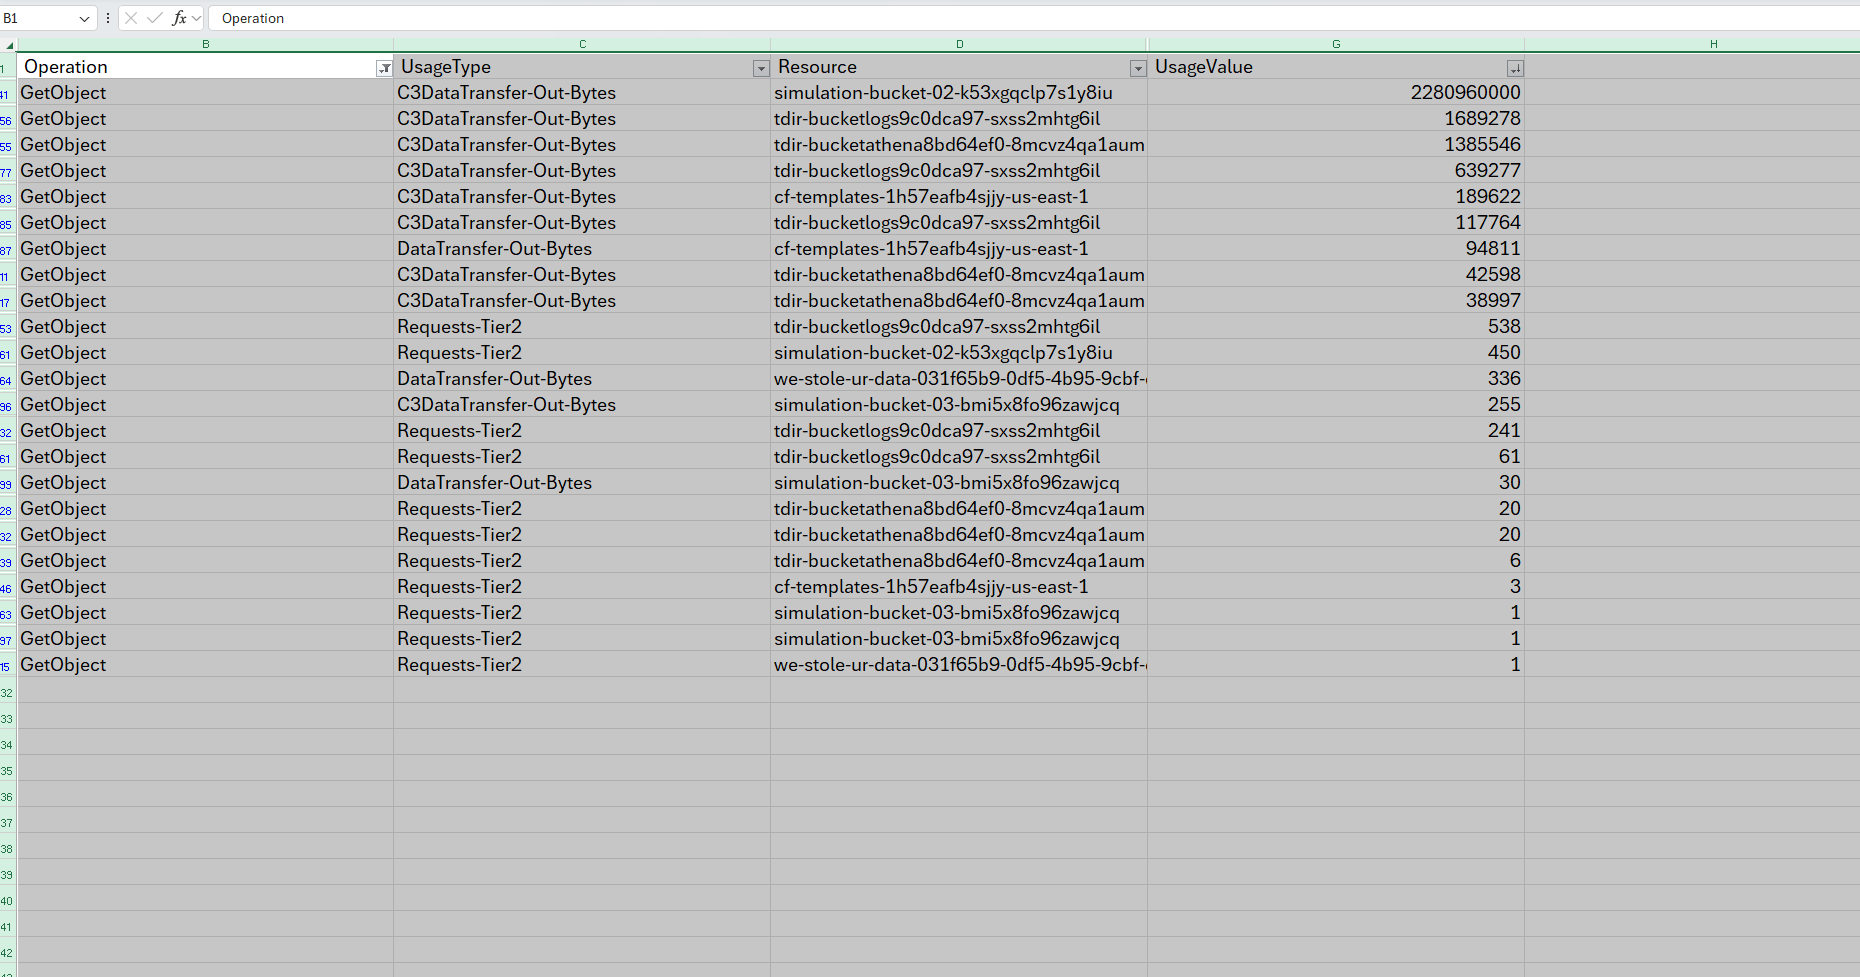 B1 fx Operation
B C D G H
1 Operation UsageType Resource UsageValue
41 GetObject C3DataTransfer-Out-Bytes simulation-bucket-02-k53xgqclp7s1y8iu 2280960000
56 GetObject C3DataTransfer-Out-Bytes tdir-bucketlogs9c0dca97-sxss2mhtg6il 1689278
55 GetObject C3DataTransfer-Out-Bytes tdir-bucketathena8bd64ef0-8mcvz4qa1aum 1385546
77 GetObject C3DataTransfer-Out-Bytes tdir-bucketlogs9c0dca97-sxss2mhtg6il 639277
83 GetObject C3DataTransfer-Out-Bytes cf-templates-1h57eafb4sjjy-us-east-1 189622
85 GetObject C3DataTransfer-Out-Bytes tdir-bucketlogs9c0dca97-sxss2mhtg6il 117764
87 GetObject DataTransfer-Out-Bytes cf-templates-1h57eafb4sjjy-us-east-1 94811
11 GetObject C3DataTransfer-Out-Bytes tdir-bucketathena8bd64ef0-8mcvz4qa1aum 42598
17 GetObject C3DataTransfer-Out-Bytes tdir-bucketathena8bd64ef0-8mcvz4qa1aum 38997
53 GetObject Requests-Tier2 tdir-bucketlogs9c0dca97-sxss2mhtg6il 538
61 GetObject Requests-Tier2 simulation-bucket-02-k53xgqclp7s1y8iu 450
64 GetObject DataTransfer-Out-Bytes we-stole-ur-data-031f65b9-0df5-4b95-9cbf- 336
96 GetObject C3DataTransfer-Out-Bytes simulation-bucket-03-bmi5x8fo96zawjcq 255
32 GetObject Requests-Tier2 tdir-bucketlogs9c0dca97-sxss2mhtg6il 241
61 GetObject Requests-Tier2 tdir-bucketlogs9c0dca97-sxss2mhtg6il 61
99 GetObject DataTransfer-Out-Bytes simulation-bucket-03-bmi5x8fo96zawjcq 30
28 GetObject Requests-Tier2 tdir-bucketathena8bd64ef0-8mcvz4qa1aum 20
32 GetObject Requests-Tier2 tdir-bucketathena8bd64ef0-8mcvz4qa1aum 20
39 GetObject Requests-Tier2 tdir-bucketathena8bd64ef0-8mcvz4qa1aum 6
46 GetObject Requests-Tier2 cf-templates-1h57eafb4sjjy-us-east-1 3
63 GetObject Requests-Tier2 simulation-bucket-03-bmi5x8fo96zawjcq 1
97 GetObject Requests-Tier2 simulation-bucket-03-bmi5x8fo96zawjcq 1
15 GetObject Requests-Tier2 we-stole-ur-data-031f65b9-0df5-4b95-9cbf- 1
32
33
34
35
36
37
38
39
40
41
42